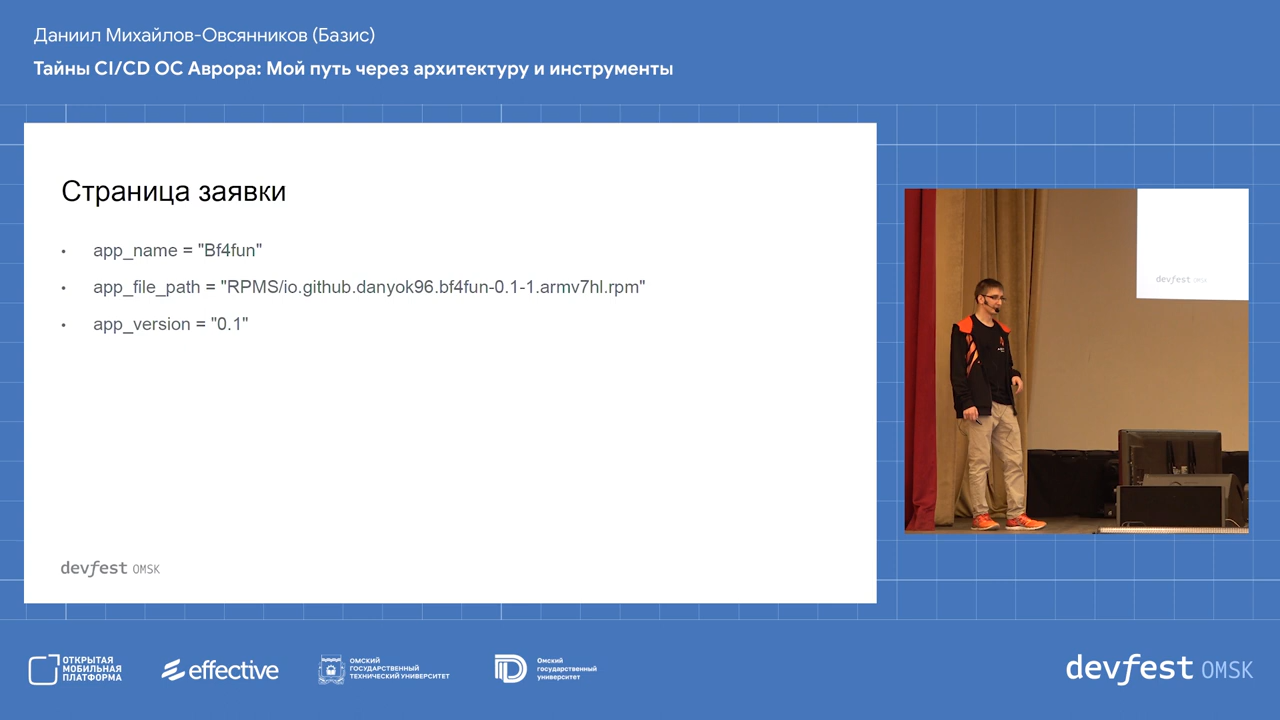 Даниил Михайлов-Овсянников (Базис)
Тайны CI/CD ОС Аврора: Мой путь через архитектуру и инструменты
Страница заявки
• app_name = "Bf4fun"
• app_file_path = "RPMS/io.github.danyok96.bf4fun-0.1-1.armv7hl.rpm"
• app_version = "0.1"
devfest OMSK
devfest OMSK
ОТКРЫТАЯ
МОБИЛЬНАЯ
ПЛАТФОРМА
effective
ОМСКИЙ
ГОСУДАРСТВЕННЫЙ
ТЕХНИЧЕСКИЙ УНИВЕРСИТЕТ
Омский
государственный
университет
devfest OMSK